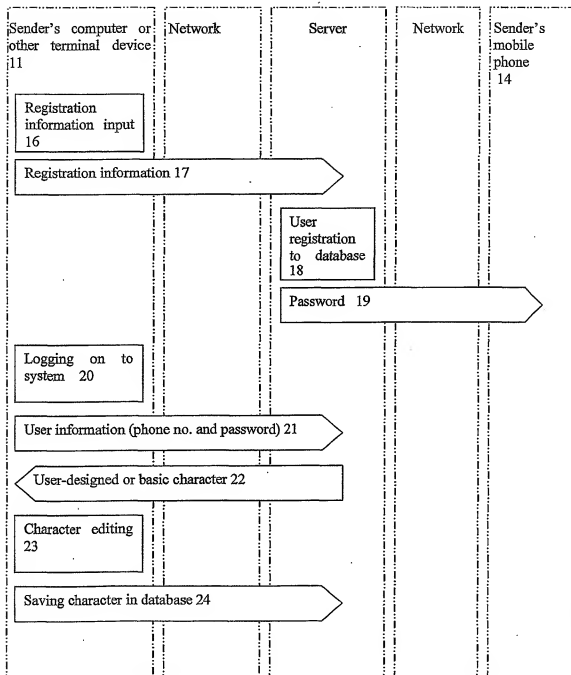 Sender's computer or
other terminal device
11
Network
Server
Network
Sender's
mobile
phone
14
Registration
information input
16
Registration information 17
User
registration
to database
18
Password 19
Logging on to
system 20
User information (phone no. and password) 21
User-designed or basic character 22
Character editing
23
Saving character in database 24